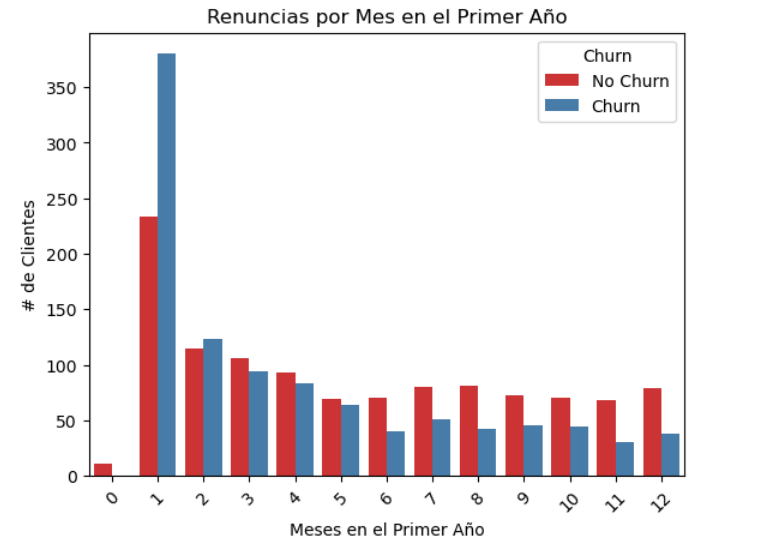 Renuncias por Mes en el Primer Año
Churn
No Churn
Churn
350
300
250
200
150
100
50
0
# de Clientes
0 1 2 3 4 5 6 7 8 9 10 11 12
Meses en el Primer Año